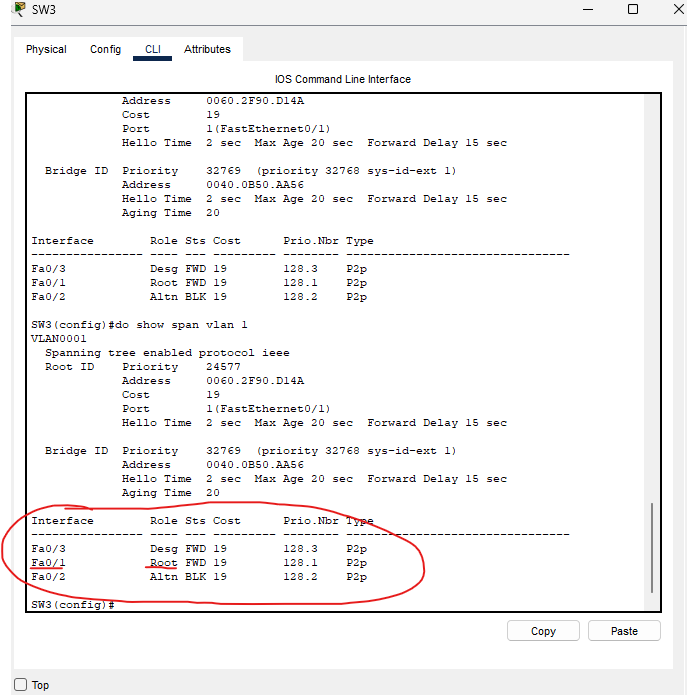 SW3
Physical Config CLI Attributes
IOS Command Line Interface
Address 0060.2F90.D14A
Cost 19
Port 1(FastEthernet0/1)
Hello Time 2 sec Max Age 20 sec Forward Delay 15 sec
Bridge ID Priority 32769 (priority 32768 sys-id-ext 1)
Address 0040.0B50.AA56
Hello Time 2 sec Max Age 20 sec Forward Delay 15 sec
Aging Time 20
Interface Role Sts Cost Prio.Nbr Type
---------------- ---- --- --------- -------- --------------------------------
Fa0/3 Desg FWD 19 128.3 P2p
Fa0/1 Root FWD 19 128.1 P2p
Fa0/2 Altn BLK 19 128.2 P2p
SW3(config)#do show span vlan 1
VLAN0001
Spanning tree enabled protocol ieee
Root ID Priority 24577
Address 0060.2F90.D14A
Cost 19
Port 1(FastEthernet0/1)
Hello Time 2 sec Max Age 20 sec Forward Delay 15 sec
Bridge ID Priority 32769 (priority 32768 sys-id-ext 1)
Address 0040.0B50.AA56
Hello Time 2 sec Max Age 20 sec Forward Delay 15 sec
Aging Time 20
Interface Role Sts Cost Prio.Nbr Type
---------------- ---- --- --------- -------- --------------------------------
Fa0/3 Desg FWD 19 128.3 P2p
Fa0/1 Root FWD 19 128.1 P2p
Fa0/2 Altn BLK 19 128.2 P2p
SW3(config)#
Copy Paste
Top